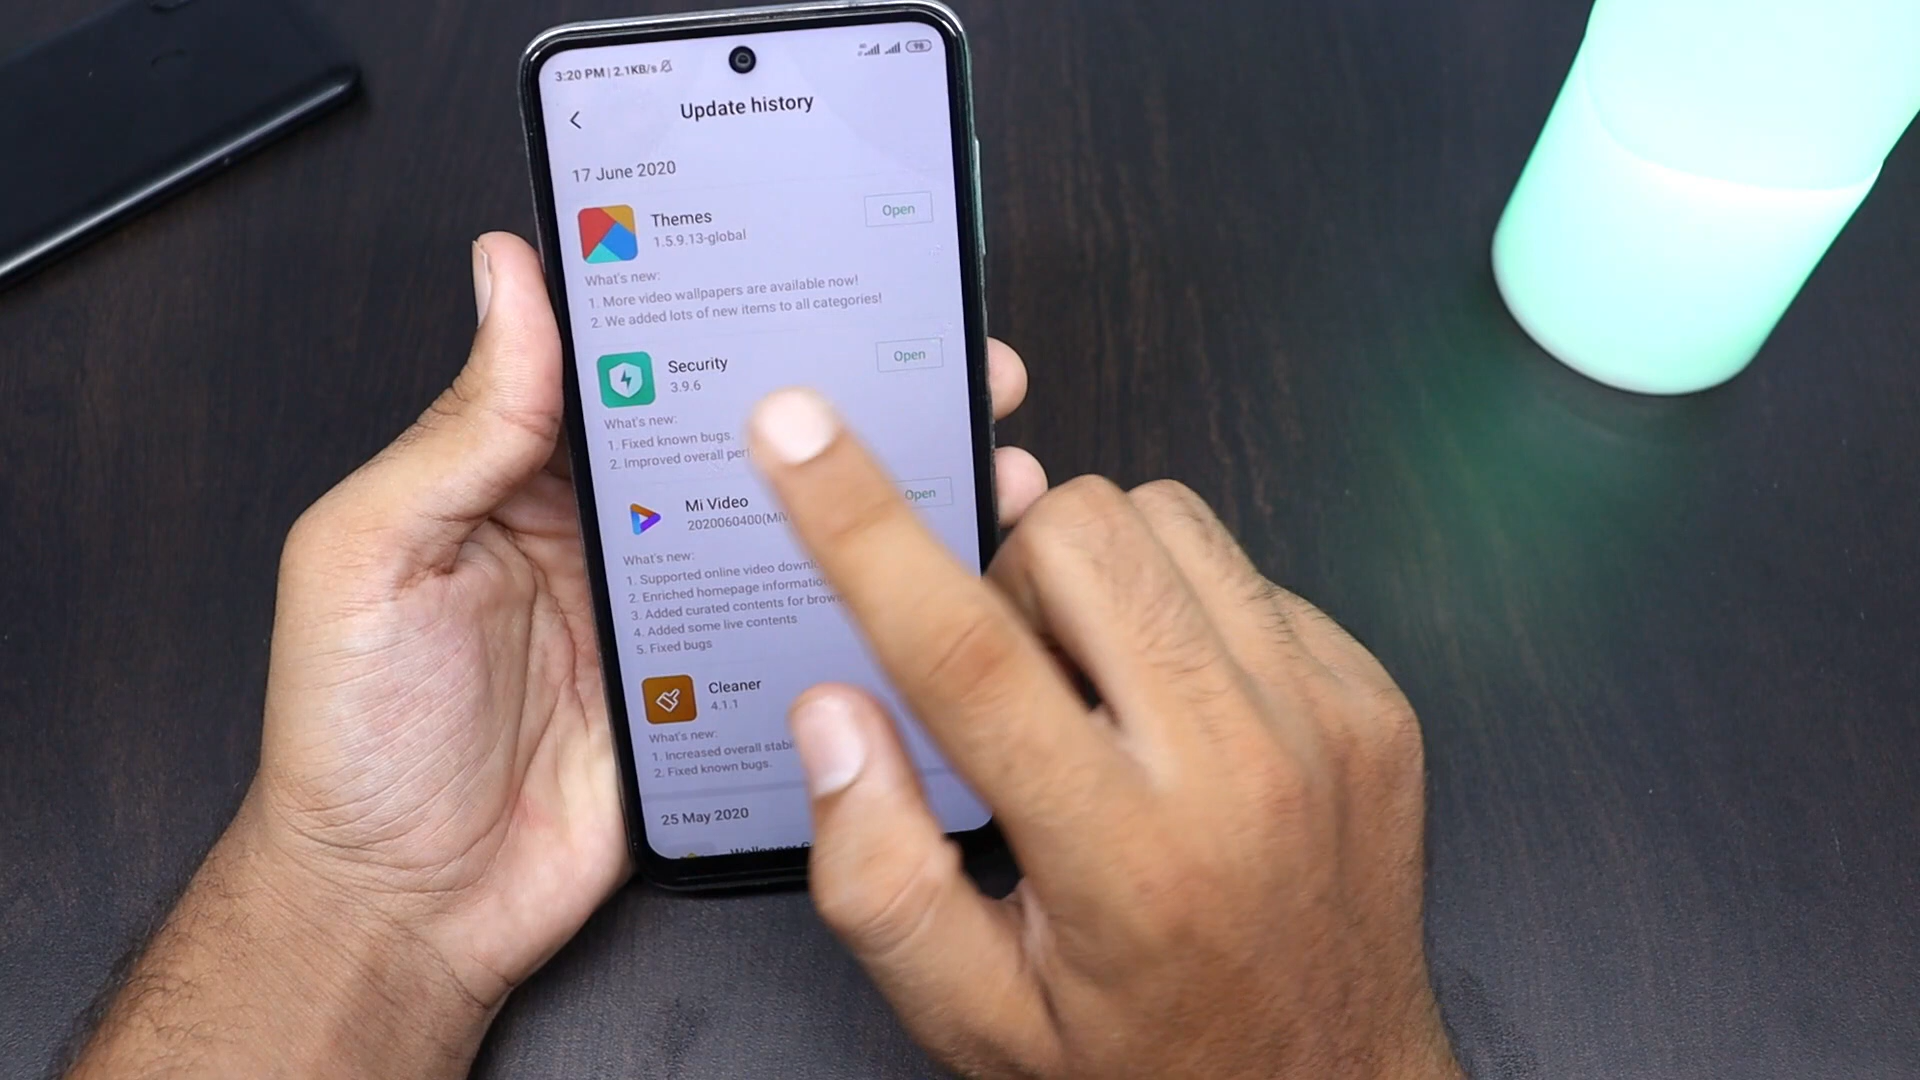 3:20 PM | 2.1KB/s
98
Update history
17 June 2020
Themes
Open
1.5.9.13-global
What's new:
1. More video wallpapers are available now!
2. We added lots of new items to all categories!
Security
Open
3.9.6
What's new:
1. Fixed known bugs.
2. Improved overall
Mi Video
Open
What's new:
1. Supported online video
2. Enriched homepage
3. Added curated contents for
4. Added some live contents
5. Fixed bugs
Cleaner
4.1.1
What's new:
1. Increased overall
2. Fixed known bugs.
25 May 2020